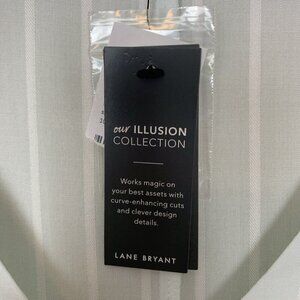 our ILLUSION
COLLECTION
Works magic on
your best assets with
curve-enhancing cuts
and clever design
details.
LANE BRYANT